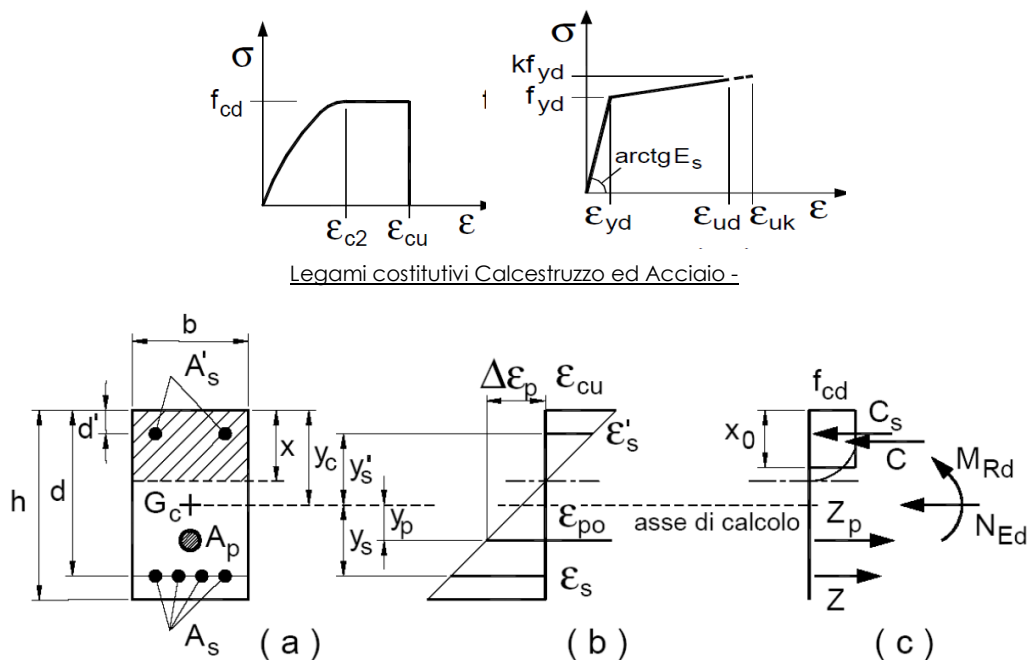 σ
f_cd
ε_c2
ε_cu
ε
σ
kf_yd
f_yd
arctg E_s
ε_yd
ε_ud
ε_uk
ε
Legami costitutivi Calcestruzzo ed Acciaio -
b
A'_s
d'
h
d
x
y_c
y'_s
G_c
A_p
y_p
y_s
A_s
( a )
Δε_p
ε_cu
ε'_s
ε_po
ε_s
( b )
asse di calcolo
f_cd
x_0
C_s
C
M_Rd
N_Ed
Z_p
Z
( c )